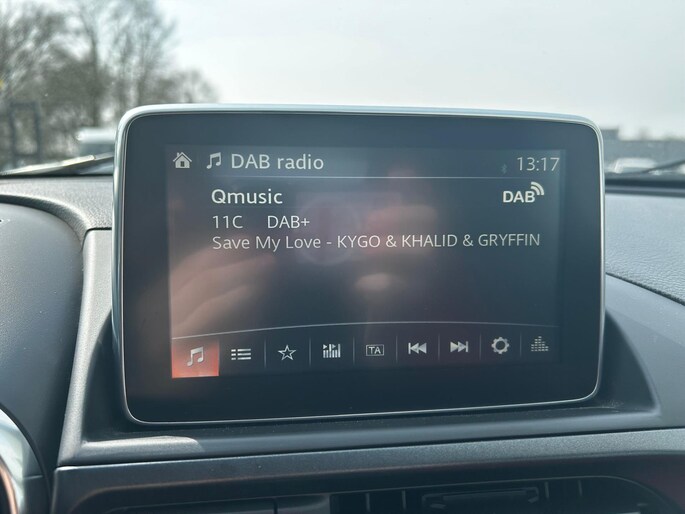 DAB radio 13:17
Qmusic DAB
11C DAB+
Save My Love - KYGO & KHALID & GRYFFIN
TA